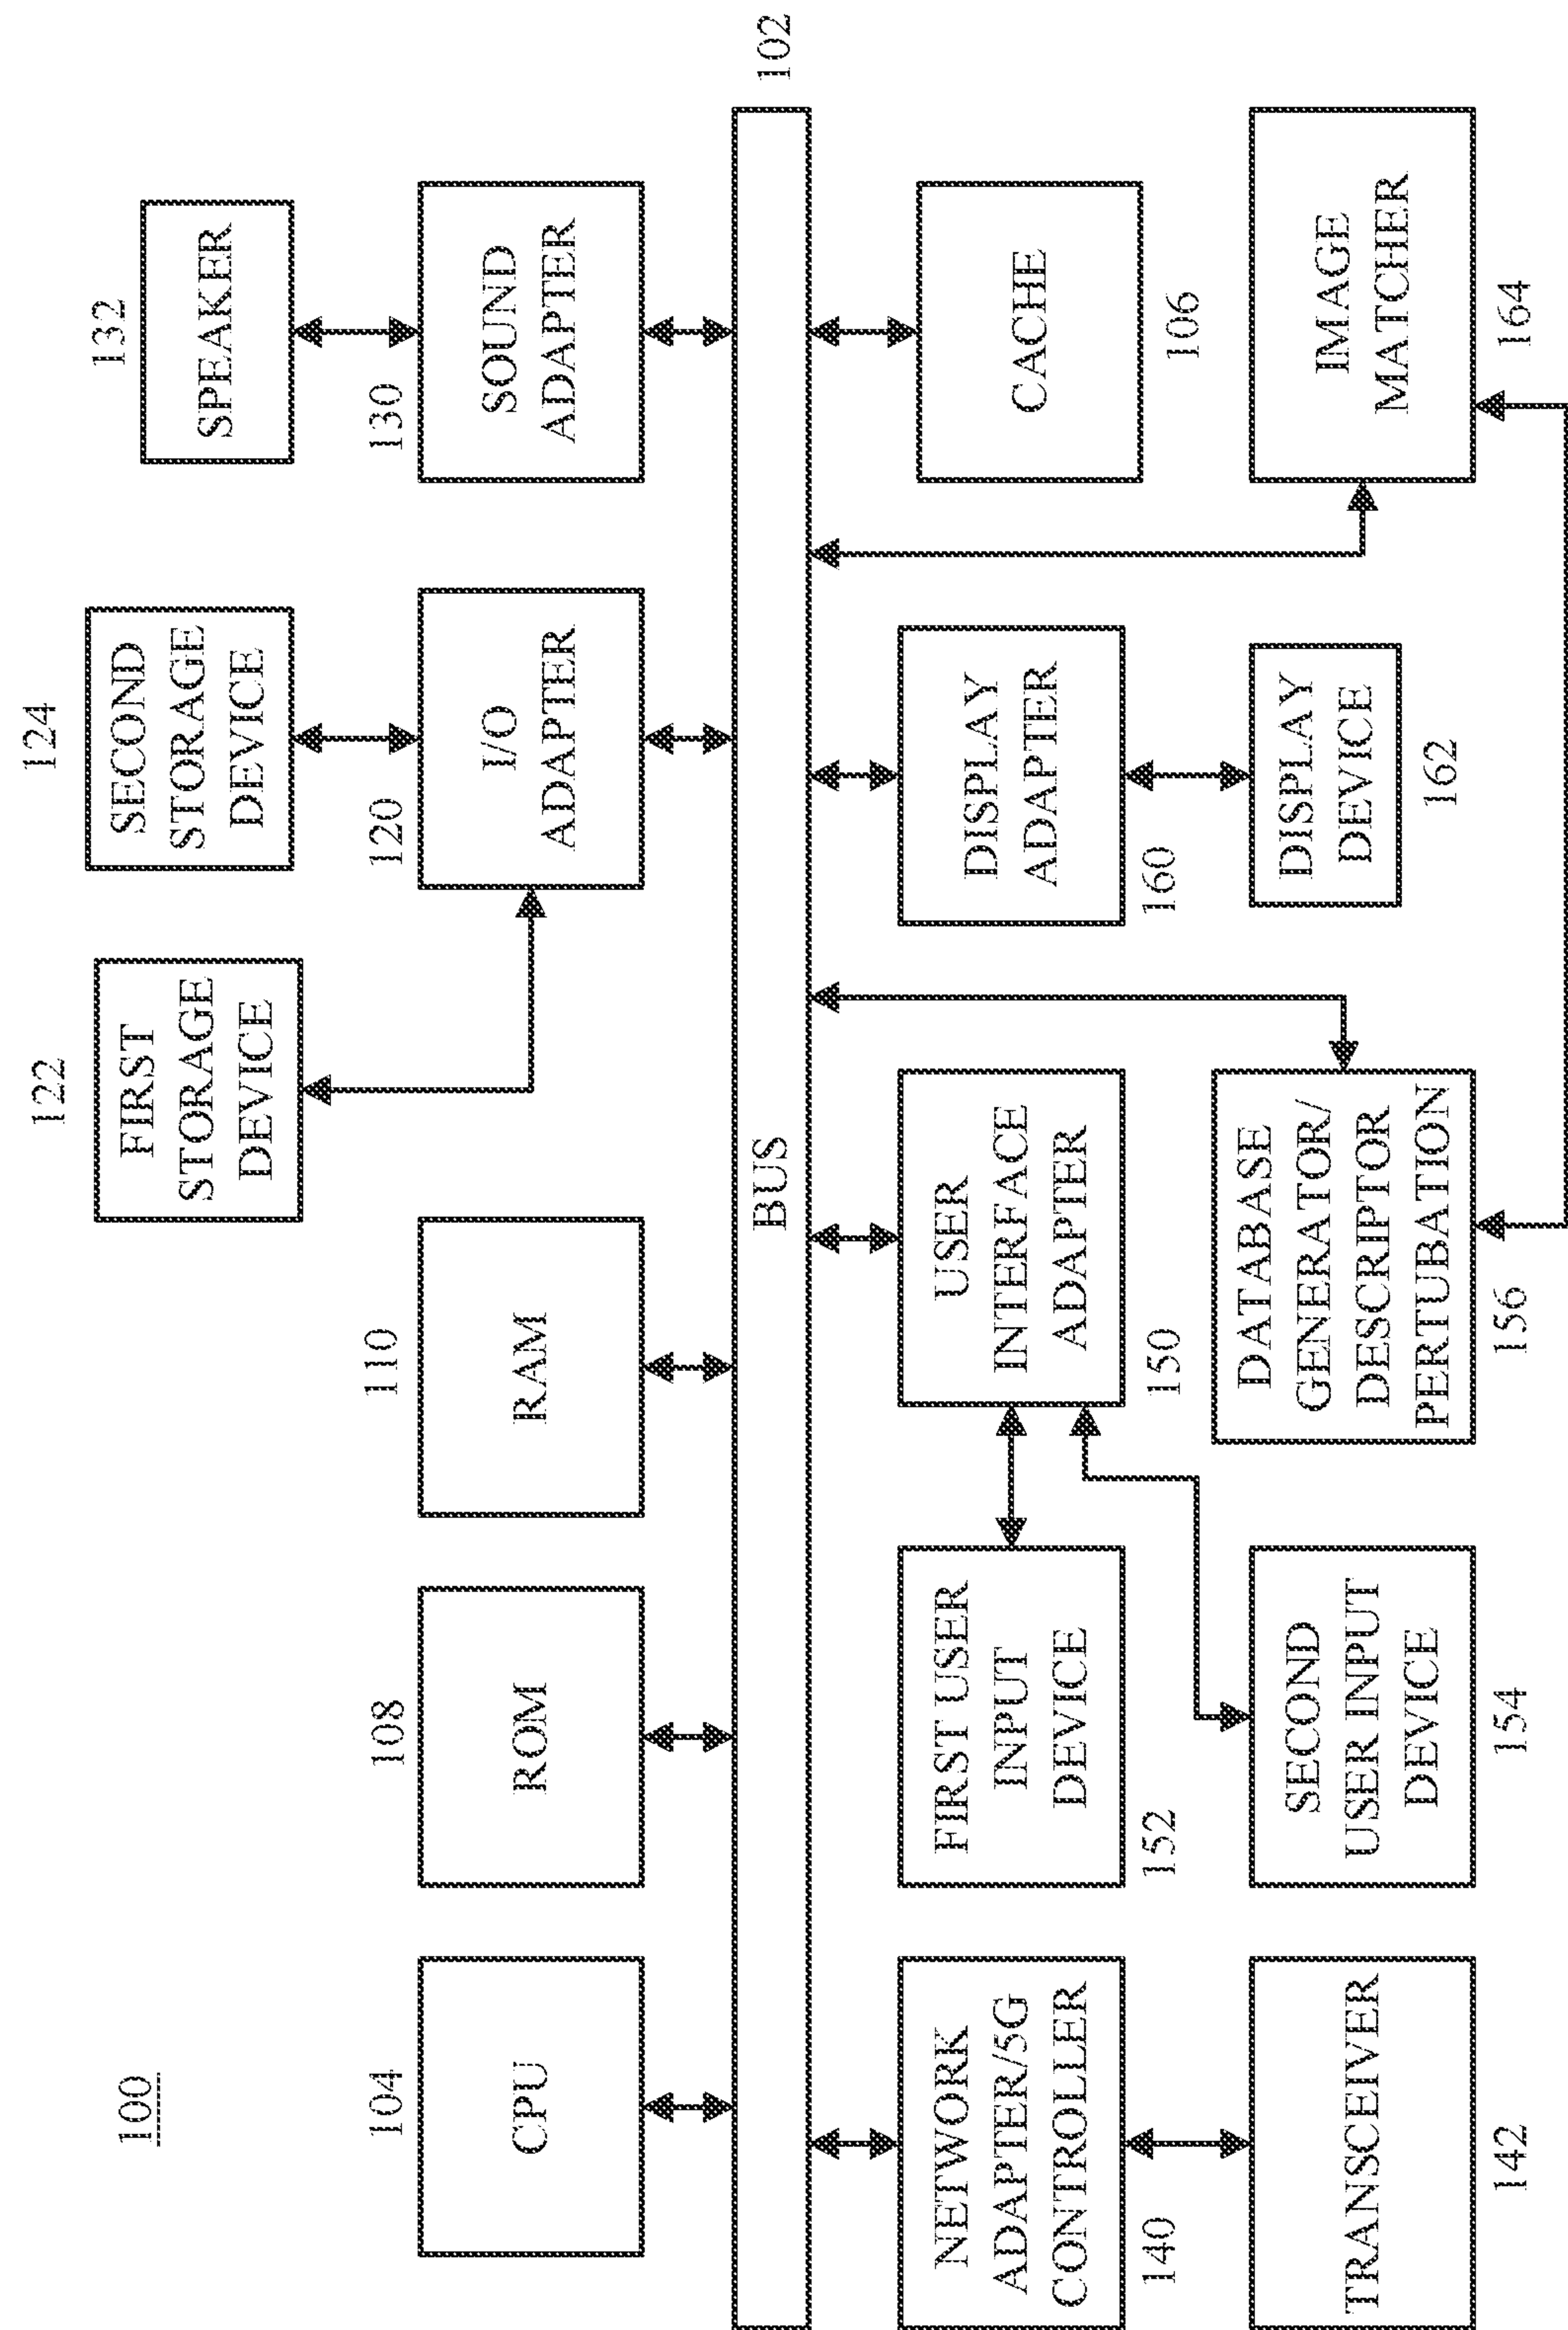 100
104
CPU
108
ROM
110
RAM
122
FIRST
STORAGE
DEVICE
124
SECOND
STORAGE
DEVICE
120
I/O
ADAPTER
132
SPEAKER
130
SOUND
ADAPTER
BUS
102
NETWORK
ADAPTER/5G
CONTROLLER
140
TRANSCEIVER
142
FIRST USER
INPUT
DEVICE
152
SECOND
USER INPUT
DEVICE
154
USER
INTERFACE
ADAPTER
150
DATABASE
GENERATOR/
DESCRIPTOR
PERTUBATION
156
DISPLAY
ADAPTER
160
DISPLAY
DEVICE
162
CACHE
106
IMAGE
MATCHER
164